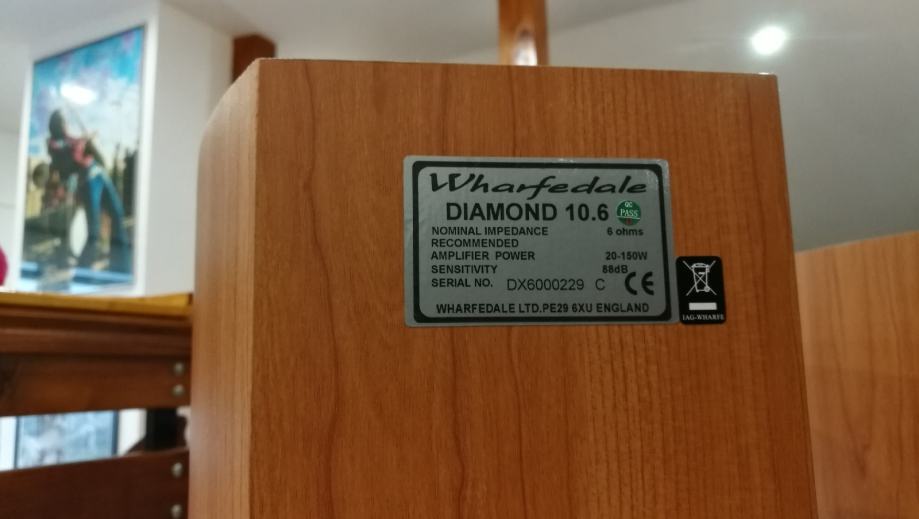 Wharfedale
DIAMOND 10.6 QC PASS
NOMINAL IMPEDANCE 6 ohms
RECOMMENDED
AMPLIFIER POWER 20-150W
SENSITIVITY 88dB
SERIAL NO. DX6000229 C CE
WHARFEDALE LTD.PE29 6XU ENGLAND
IAG-WHARFE